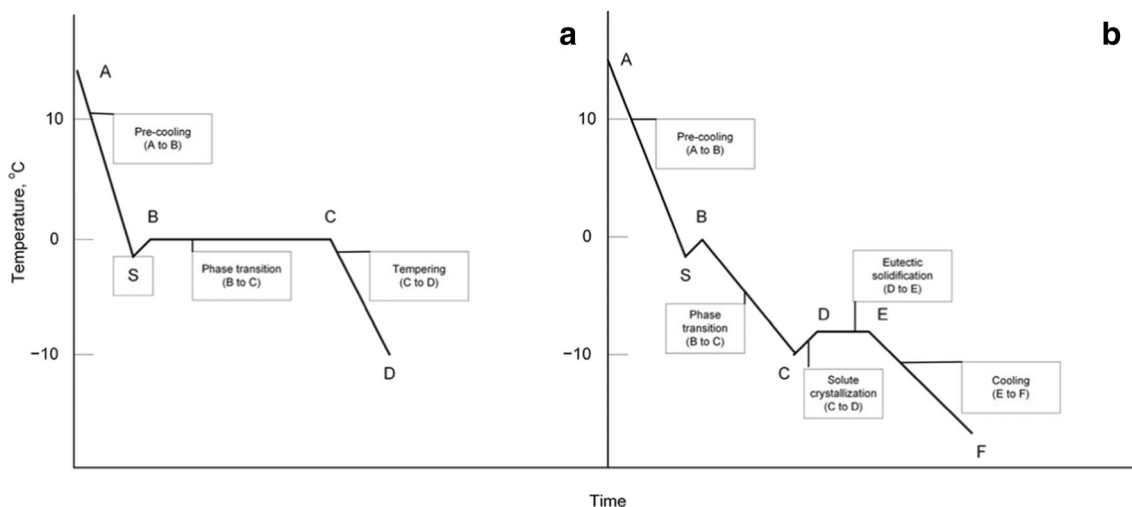 a
A
10
Pre-cooling
(A to B)
Temperature, °C
B
C
0
S
Phase transition
(B to C)
Tempering
(C to D)
−10
D
b
A
10
Pre-cooling
(A to B)
B
0
S
Eutectic
solidification
(D to E)
Phase
transition
(B to C)
D
E
−10
C
Solute
crystallization
(C to D)
Cooling
(E to F)
F
Time